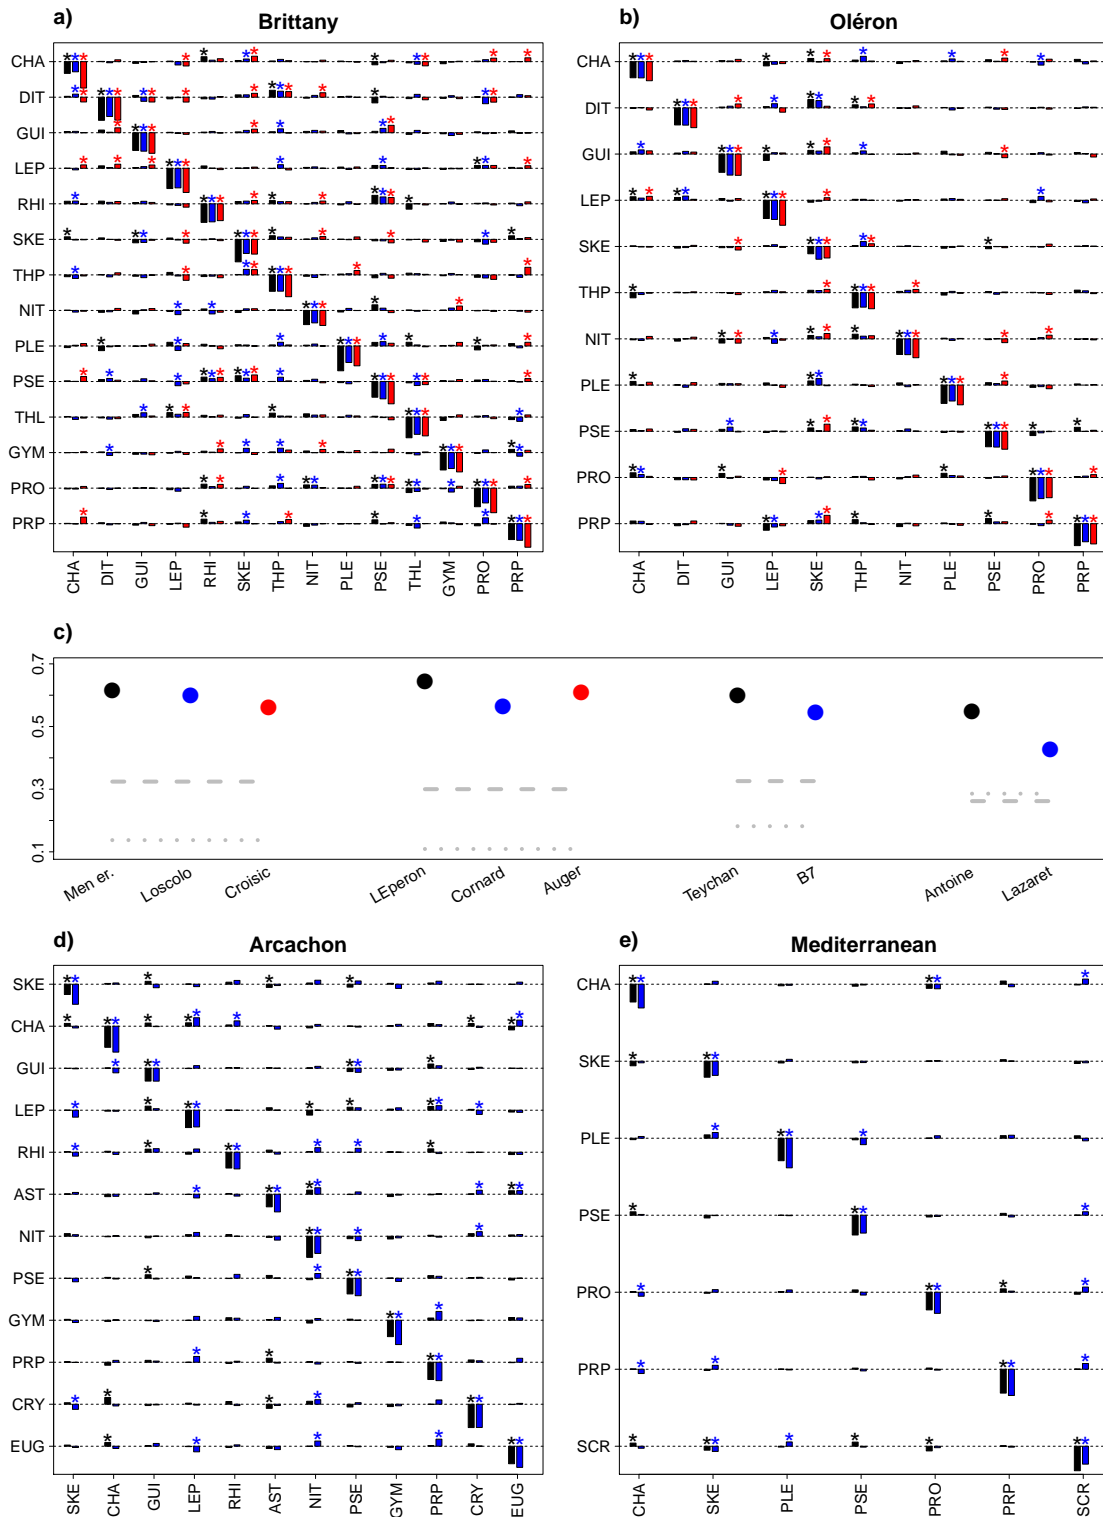 a) Brittany
CHA
DIT
GUI
LEP
RHI
SKE
THP
NIT
PLE
PSE
THL
GYM
PRO
PRP
CHA DIT GUI LEP RHI SKE THP NIT PLE PSE THL GYM PRO PRP
b) Oléron
CHA
DIT
GUI
LEP
SKE
THP
NIT
PLE
PSE
PRO
PRP
CHA DIT GUI LEP SKE THP NIT PLE PSE PRO PRP
c)
0.7
0.5
0.3
0.1
Men er. Loscolo Croisic LEperon Cornard Auger Teychan B7 Antoine Lazaret
d) Arcachon
SKE
CHA
GUI
LEP
RHI
AST
NIT
PSE
GYM
PRP
CRY
EUG
SKE CHA GUI LEP RHI AST NIT PSE GYM PRP CRY EUG
e) Mediterranean
CHA
SKE
PLE
PSE
PRO
PRP
SCR
CHA SKE PLE PSE PRO PRP SCR